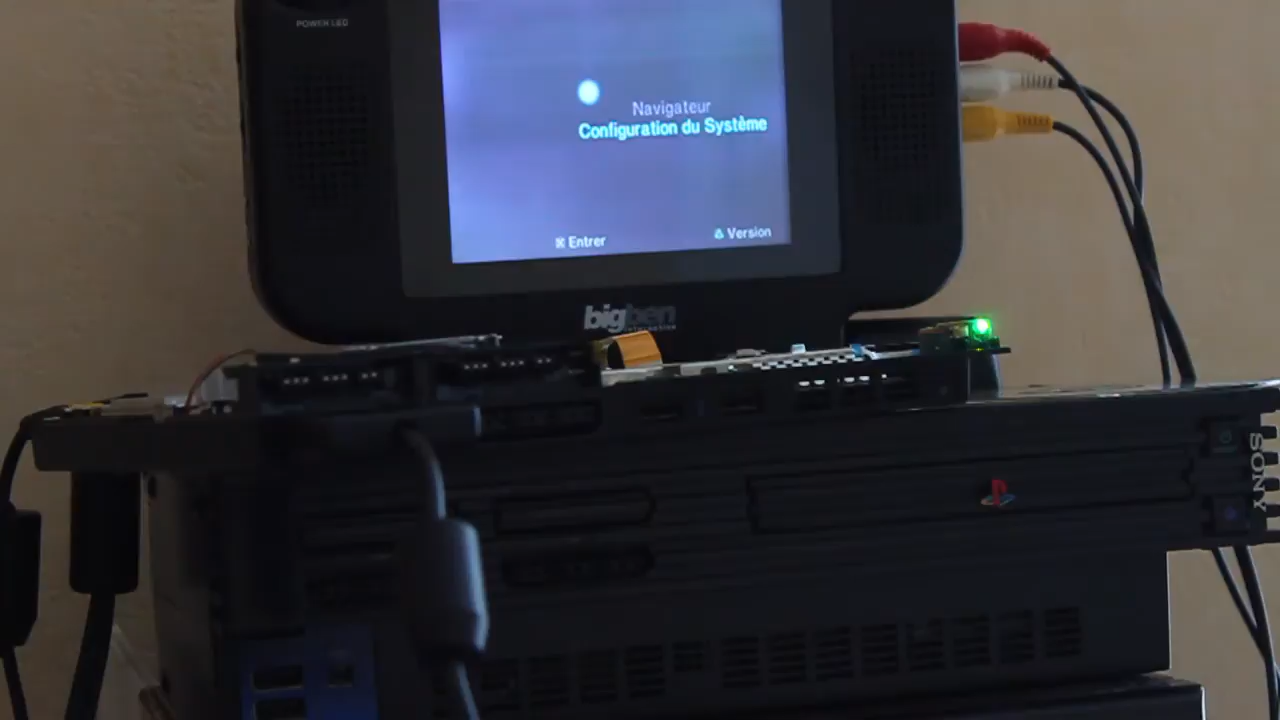 POWER LED
Navigateur
Configuration du Système
Entrer
Version
bigben
SONY